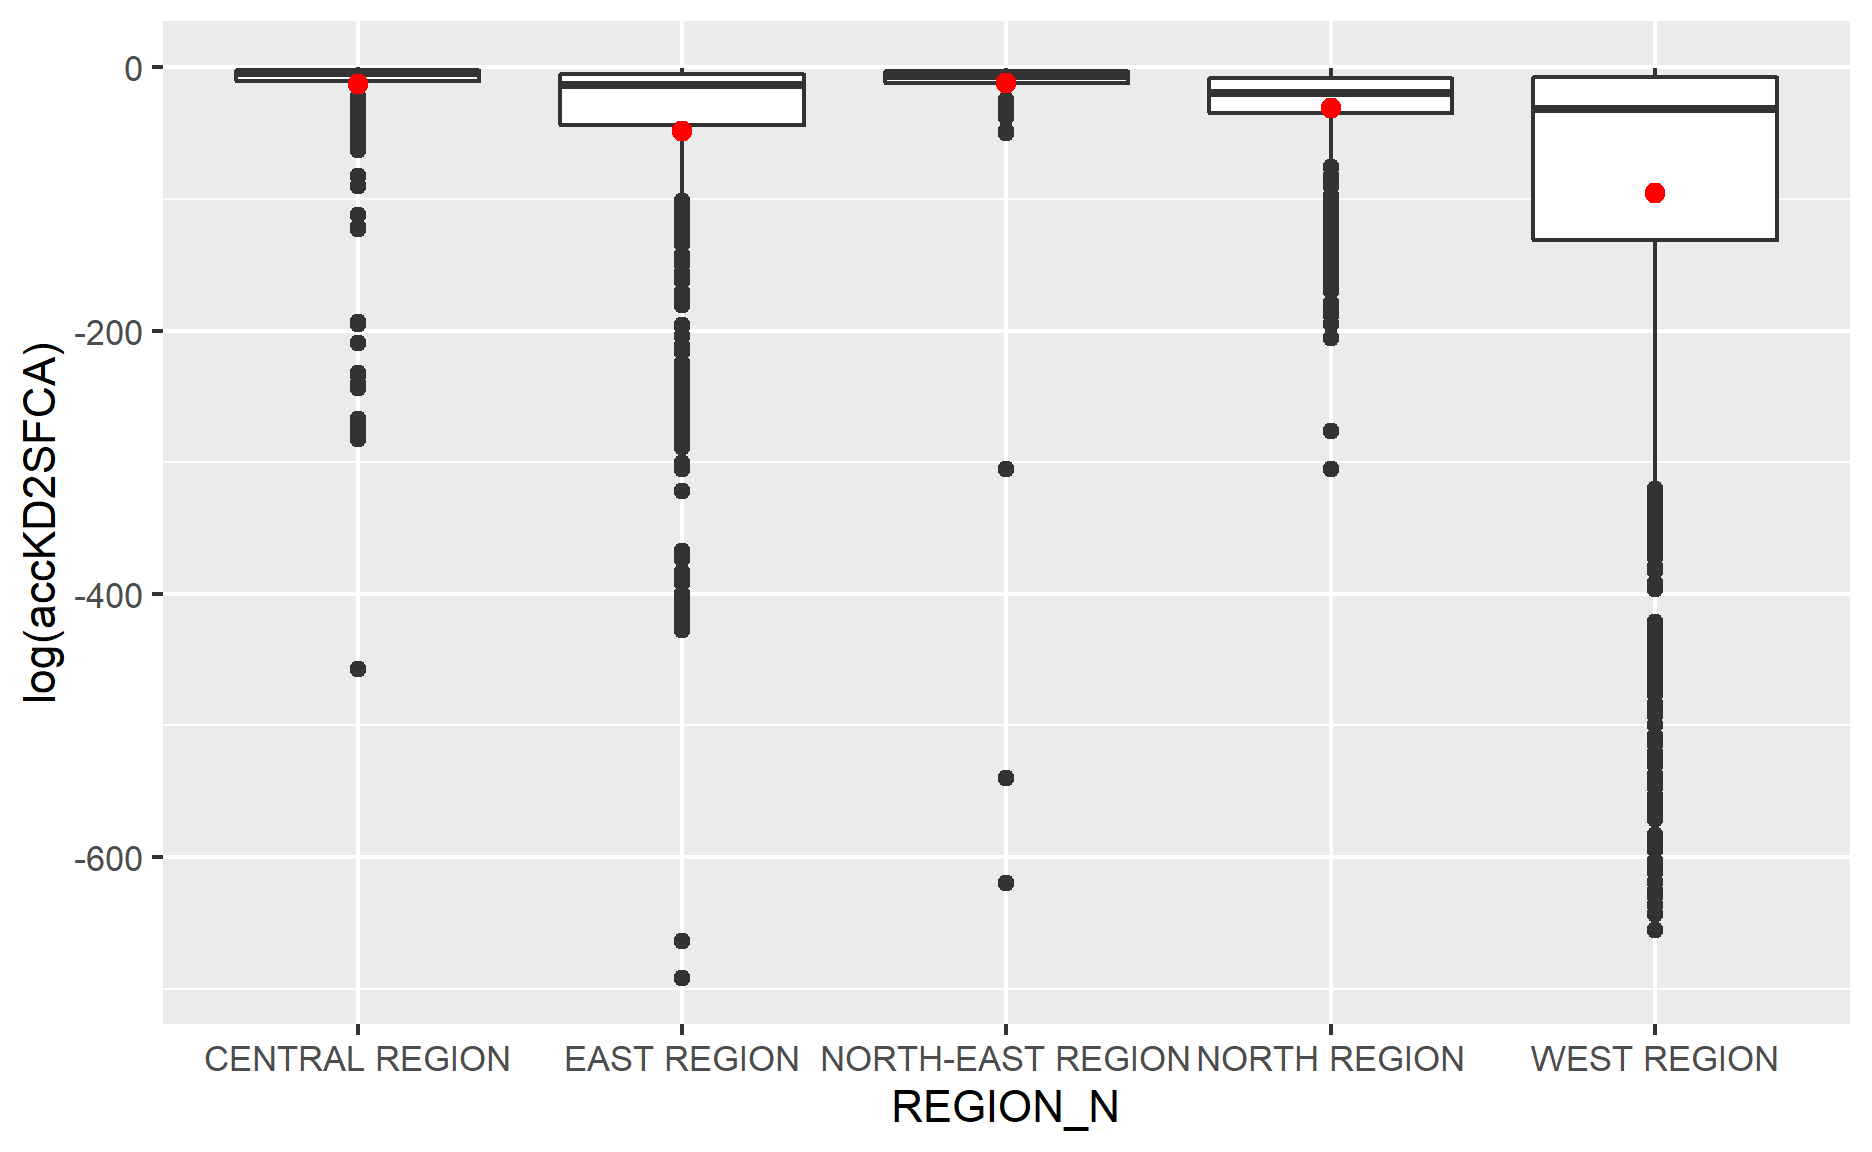 log(accKD2SFCA)
0
-200
-400
-600
CENTRAL REGION
EAST REGION
NORTH-EAST REGION
NORTH REGION
WEST REGION
REGION_N